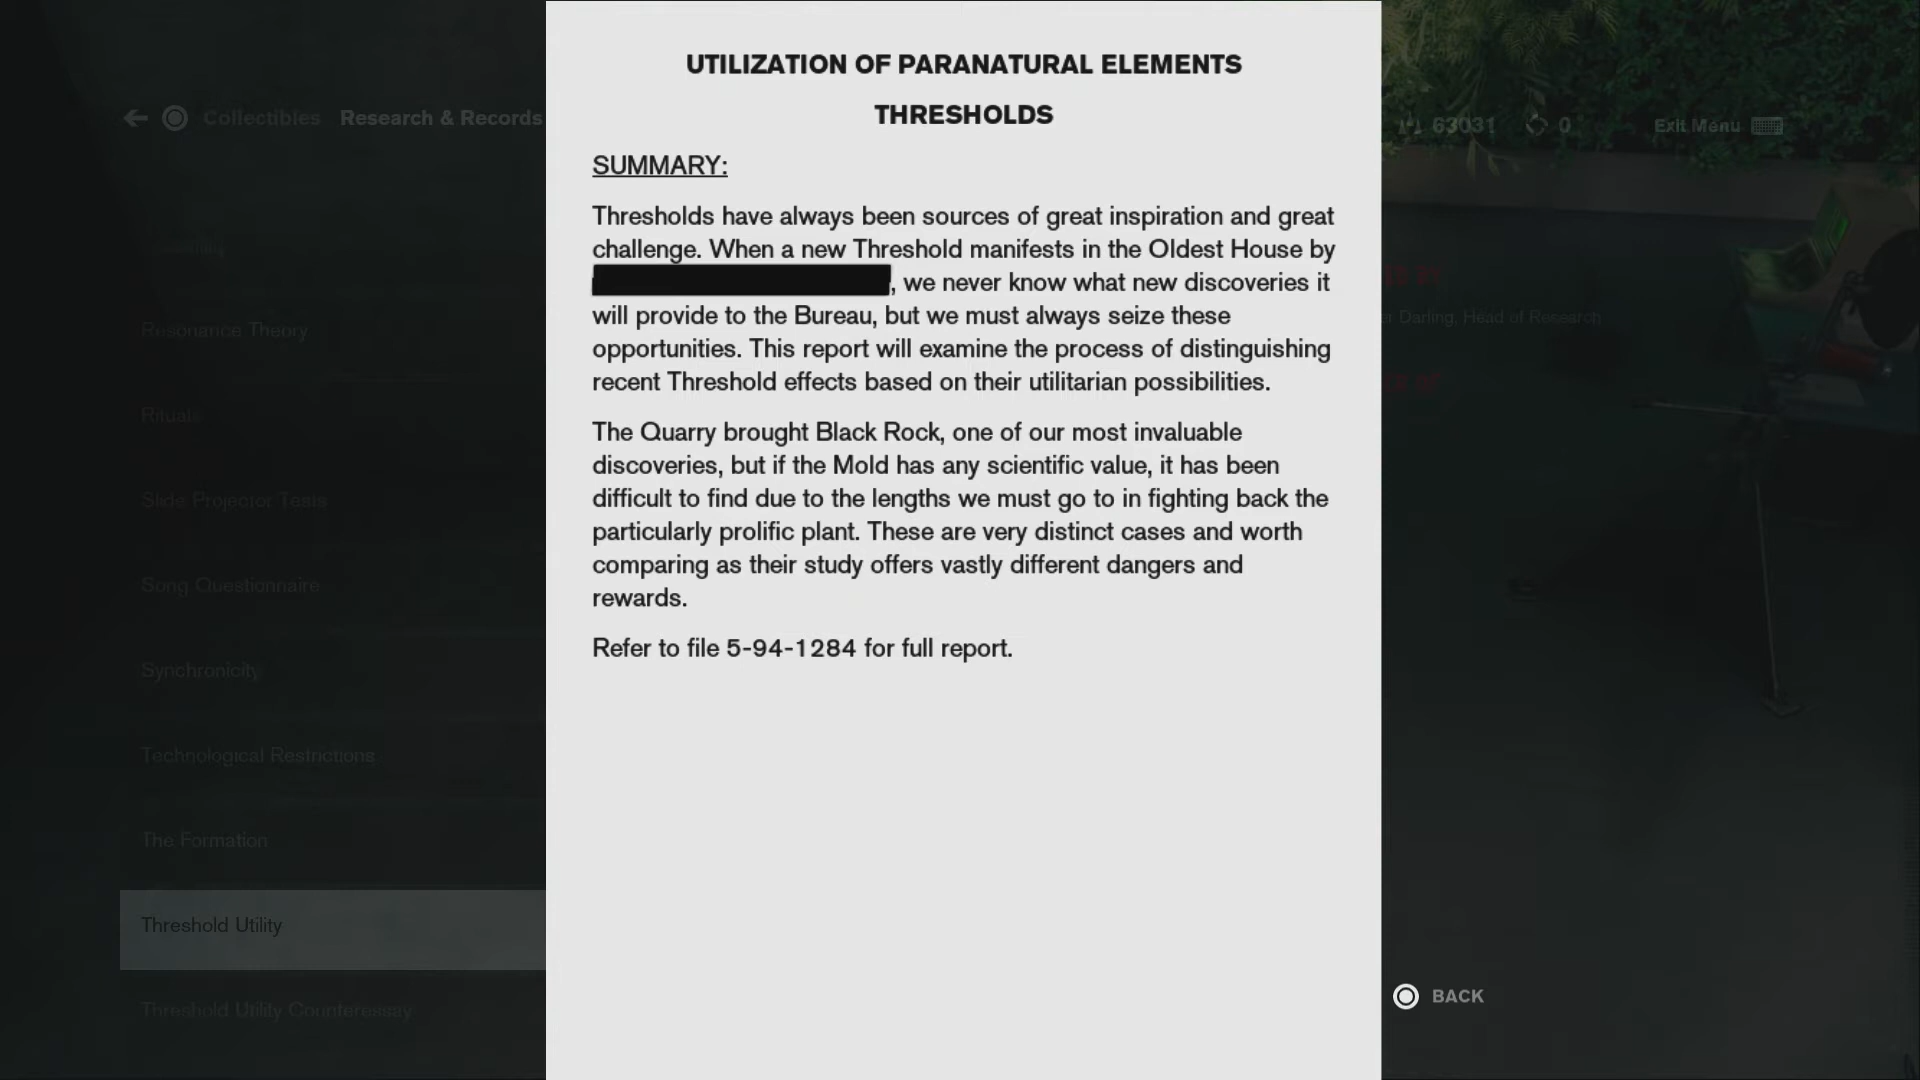 UTILIZATION OF PARANATURAL ELEMENTS
THRESHOLDS
SUMMARY:
Thresholds have always been sources of great inspiration and great
challenge. When a new Threshold manifests in the Oldest House by
, we never know what new discoveries it
will provide to the Bureau, but we must always seize these
opportunities. This report will examine the process of distinguishing
recent Threshold effects based on their utilitarian possibilities.
The Quarry brought Black Rock, one of our most invaluable
discoveries, but if the Mold has any scientific value, it has been
difficult to find due to the lengths we must go to in fighting back the
particularly prolific plant. These are very distinct cases and worth
comparing as their study offers vastly different dangers and
rewards.
Refer to file 5-94-1284 for full report.
Collectibles Research & Records
Resonance Theory
Rituals
Slide Projector Tests
Song Questionnaire
Synchronicity
Technological Restrictions
The Formation
Threshold Utility
Threshold Utility Counteressay
63031 0 Exit Menu
Darling, Head of Research
BACK